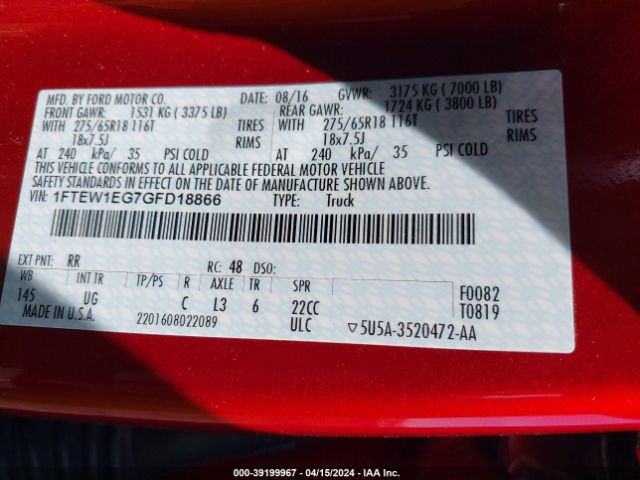 MFD. BY FORD MOTOR CO. DATE: 08/16 GVWR: 3175 KG ( 7000 LB)
FRONT GAWR: 1531 KG ( 3375 LB) REAR GAWR: 1724 KG ( 3800 LB)
WITH 275/65R18 116T TIRES WITH 275/65R18 116T TIRES
18x7.5J RIMS 18x7.5J RIMS
AT 240 kPa/ 35 PSI COLD AT 240 kPa/ 35 PSI COLD
THIS VEHICLE CONFORMS TO ALL APPLICABLE FEDERAL MOTOR VEHICLE
SAFETY STANDARDS IN EFFECT ON THE DATE OF MANUFACTURE SHOWN ABOVE.
VIN: 1FTEW1EG7GFD18866 TYPE: Truck
EXT PNT: RR RC: 48 DSO:
WB INT TR TP/PS R AXLE TR SPR F0082
145 UG C L3 6 22CC T0819
MADE IN U.S.A. 2201608022089 ULC ▽5U5A-3520472-AA
000-39199967 - 04/15/2024 - IAA Inc.